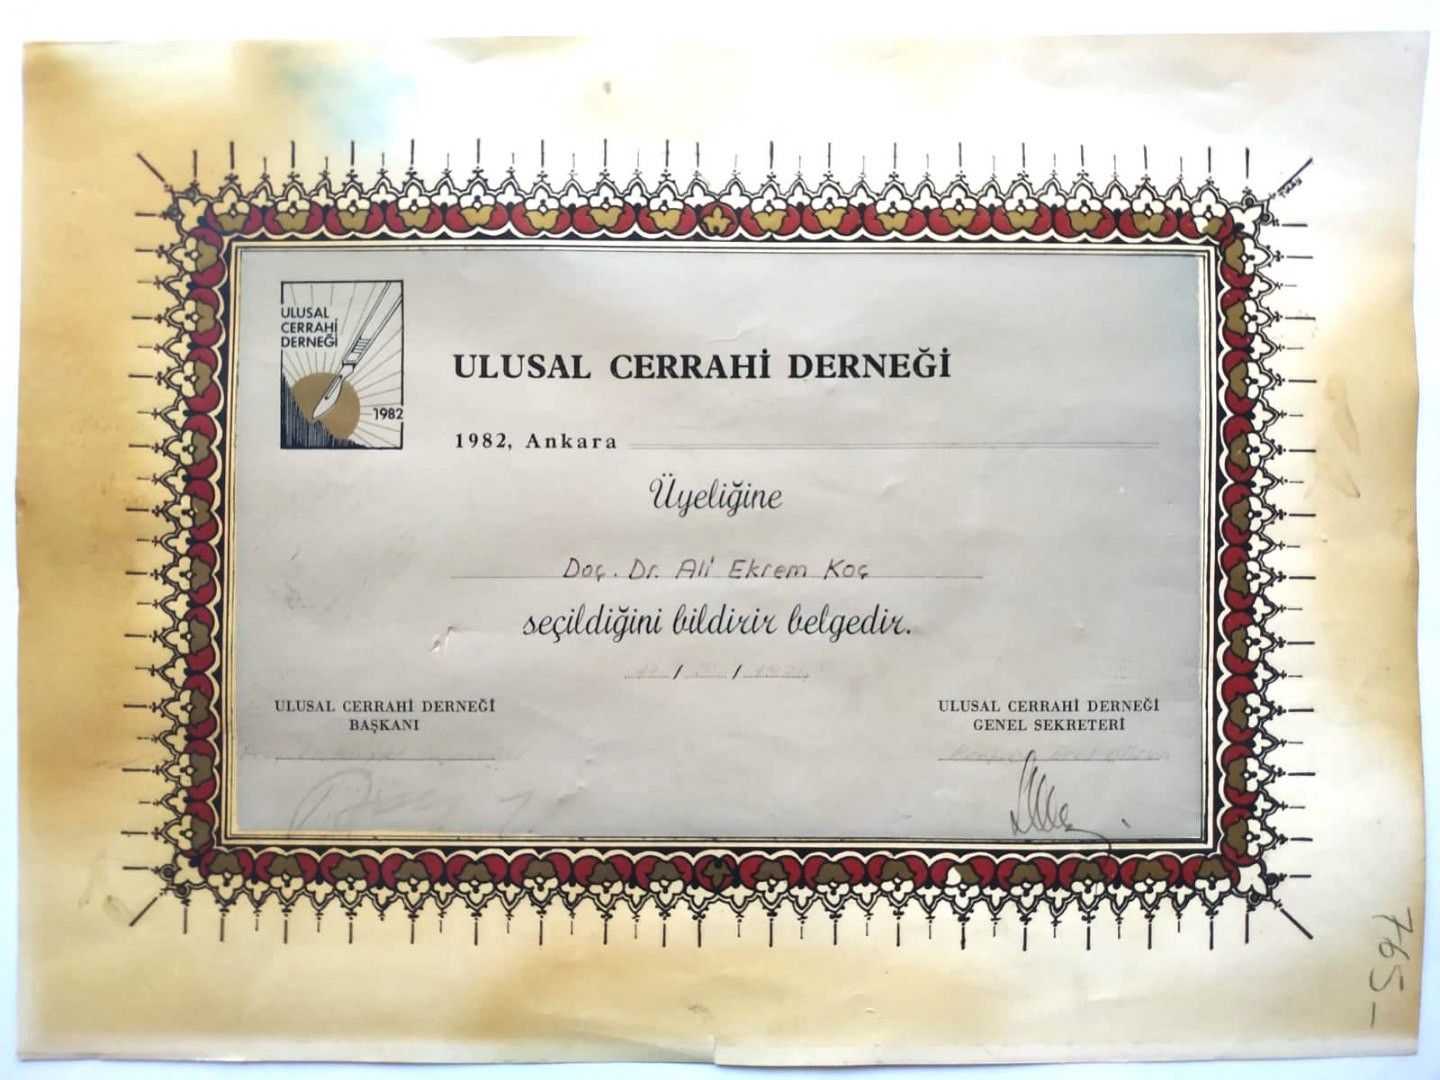 ULUSAL
CERRAHİ
DERNEĞİ
1982
ULUSAL CERRAHİ DERNEĞİ
1982, Ankara
Üyeliğine
Doç. Dr. Ali Ekrem Koç
seçildiğini bildirir belgedir.
/ /
ULUSAL CERRAHİ DERNEĞİ
BAŞKANI
ULUSAL CERRAHİ DERNEĞİ
GENEL SEKRETERİ
765-